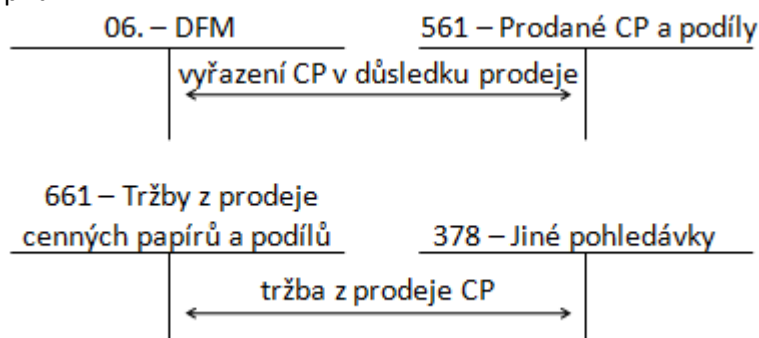 06. – DFM 561 – Prodané CP a podíly
vyřazení CP v důsledku prodeje
661 – Tržby z prodeje
cenných papírů a podílů 378 – Jiné pohledávky
tržba z prodeje CP